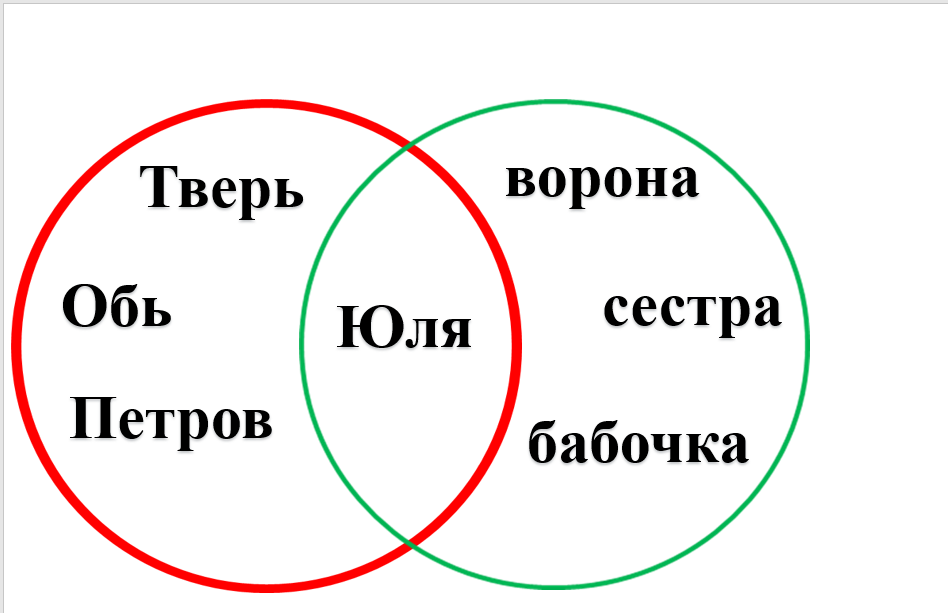 Тверь
ворона
Обь
Юля
сестра
Петров
бабочка